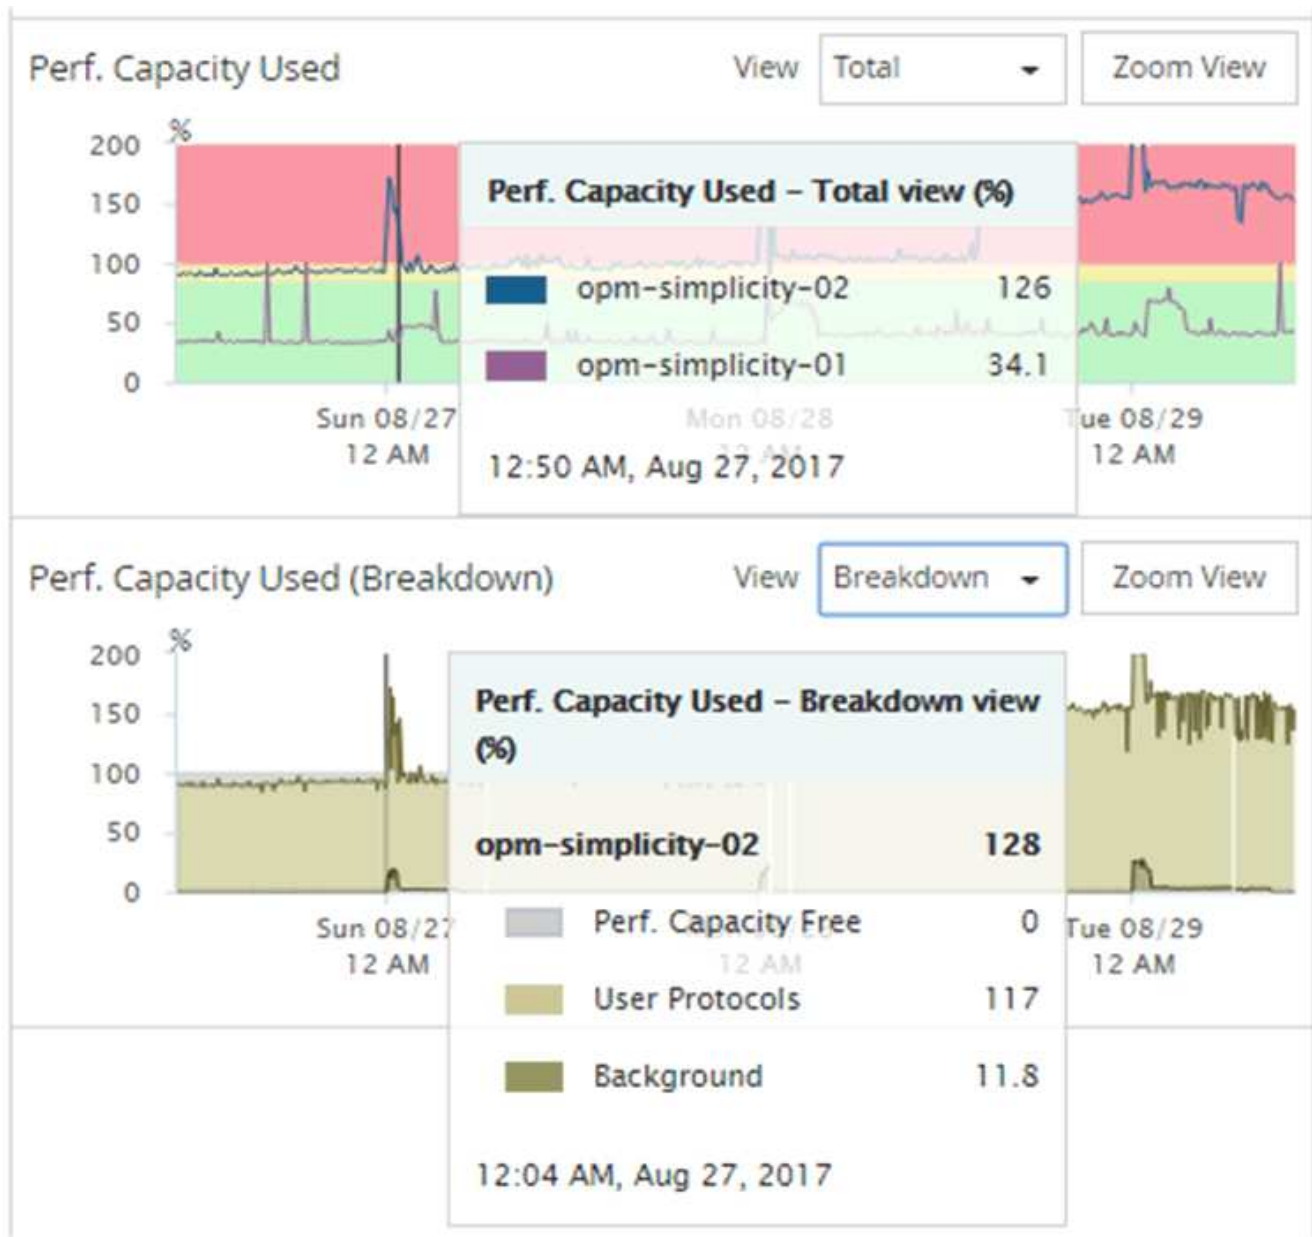 Perf. Capacity Used View Total Zoom View
%
200
150
100
50
0
Perf. Capacity Used – Total view (%)
opm–simplicity–02 126
opm–simplicity–01 34.1
Sun 08/27 Mon 08/28 Tue 08/29
12 AM 12 AM 12 AM
12:50 AM, Aug 27, 2017
Perf. Capacity Used (Breakdown) View Breakdown Zoom View
%
200
150
100
50
0
Perf. Capacity Used – Breakdown view
(%)
opm–simplicity–02 128
Perf. Capacity Free 0
Sun 08/27 Tue 08/29
12 AM 12 AM 12 AM
User Protocols 117
Background 11.8
12:04 AM, Aug 27, 2017